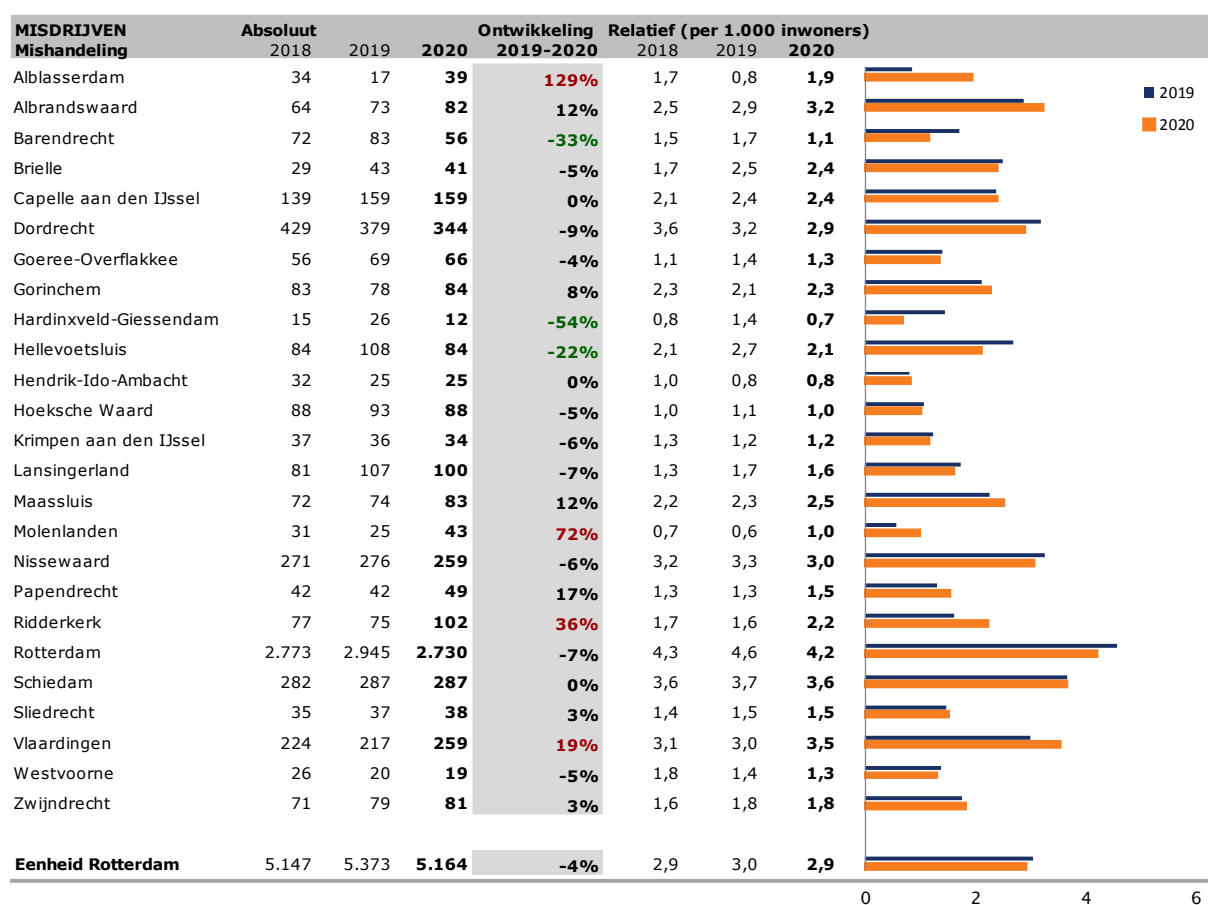 MISDRIJVEN Absoluut Ontwikkeling Relatief (per 1.000 inwoners)
Mishandeling 2018 2019 2020 2019-2020 2018 2019 2020
Alblasserdam 34 17 39 129% 1,7 0,8 1,9
Albrandswaard 64 73 82 12% 2,5 2,9 3,2
Barendrecht 72 83 56 -33% 1,5 1,7 1,1
Brielle 29 43 41 -5% 1,7 2,5 2,4
Capelle aan den IJssel 139 159 159 0% 2,1 2,4 2,4
Dordrecht 429 379 344 -9% 3,6 3,2 2,9
Goeree-Overflakkee 56 69 66 -4% 1,1 1,4 1,3
Gorinchem 83 78 84 8% 2,3 2,1 2,3
Hardinxveld-Giessendam 15 26 12 -54% 0,8 1,4 0,7
Hellevoetsluis 84 108 84 -22% 2,1 2,7 2,1
Hendrik-Ido-Ambacht 32 25 25 0% 1,0 0,8 0,8
Hoeksche Waard 88 93 88 -5% 1,0 1,1 1,0
Krimpen aan den IJssel 37 36 34 -6% 1,3 1,2 1,2
Lansingerland 81 107 100 -7% 1,3 1,7 1,6
Maassluis 72 74 83 12% 2,2 2,3 2,5
Molenlanden 31 25 43 72% 0,7 0,6 1,0
Nissewaard 271 276 259 -6% 3,2 3,3 3,0
Papendrecht 42 42 49 17% 1,3 1,3 1,5
Ridderkerk 77 75 102 36% 1,7 1,6 2,2
Rotterdam 2.773 2.945 2.730 -7% 4,3 4,6 4,2
Schiedam 282 287 287 0% 3,6 3,7 3,6
Sliedrecht 35 37 38 3% 1,4 1,5 1,5
Vlaardingen 224 217 259 19% 3,1 3,0 3,5
Westvoorne 26 20 19 -5% 1,8 1,4 1,3
Zwijndrecht 71 79 81 3% 1,6 1,8 1,8
Eenheid Rotterdam 5.147 5.373 5.164 -4% 2,9 3,0 2,9
2019
2020
0 2 4 6